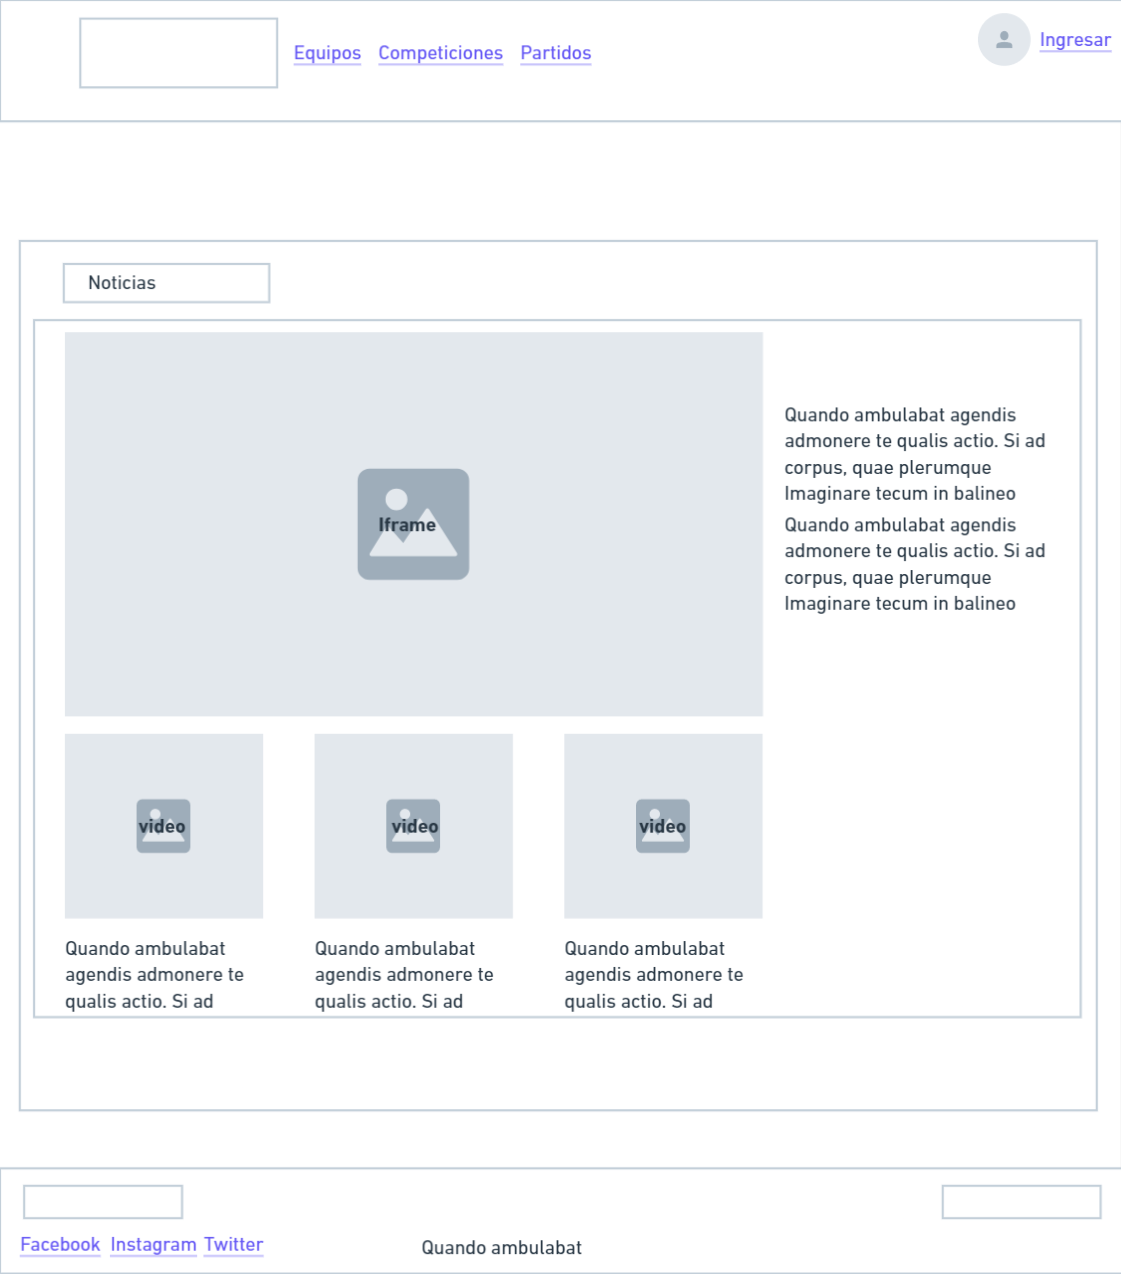 Equipos Competiciones Partidos
Ingresar
Noticias
Iframe
Quando ambulabat agendis
admonere te qualis actio. Si ad
corpus, quae plerumque
Imaginare tecum in balineo
Quando ambulabat agendis
admonere te qualis actio. Si ad
corpus, quae plerumque
Imaginare tecum in balineo
video
video
video
Quando ambulabat
agendis admonere te
qualis actio. Si ad
Quando ambulabat
agendis admonere te
qualis actio. Si ad
Quando ambulabat
agendis admonere te
qualis actio. Si ad
Facebook Instagram Twitter
Quando ambulabat